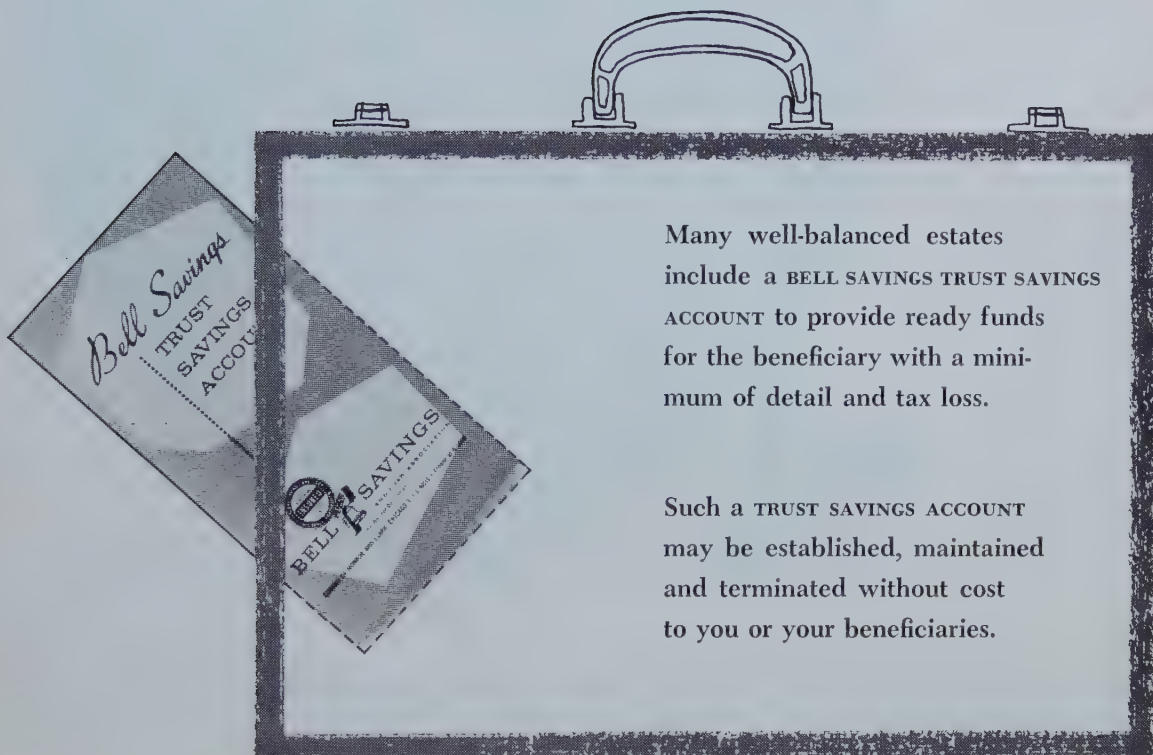 Bell Savings
TRUST
SAVINGS
BELL SAVINGS
Many well-balanced estates
include a BELL SAVINGS TRUST SAVINGS
ACCOUNT to provide ready funds
for the beneficiary with a mini-
mum of detail and tax loss.
Such a TRUST SAVINGS ACCOUNT
may be established, maintained
and terminated without cost
to you or your beneficiaries.